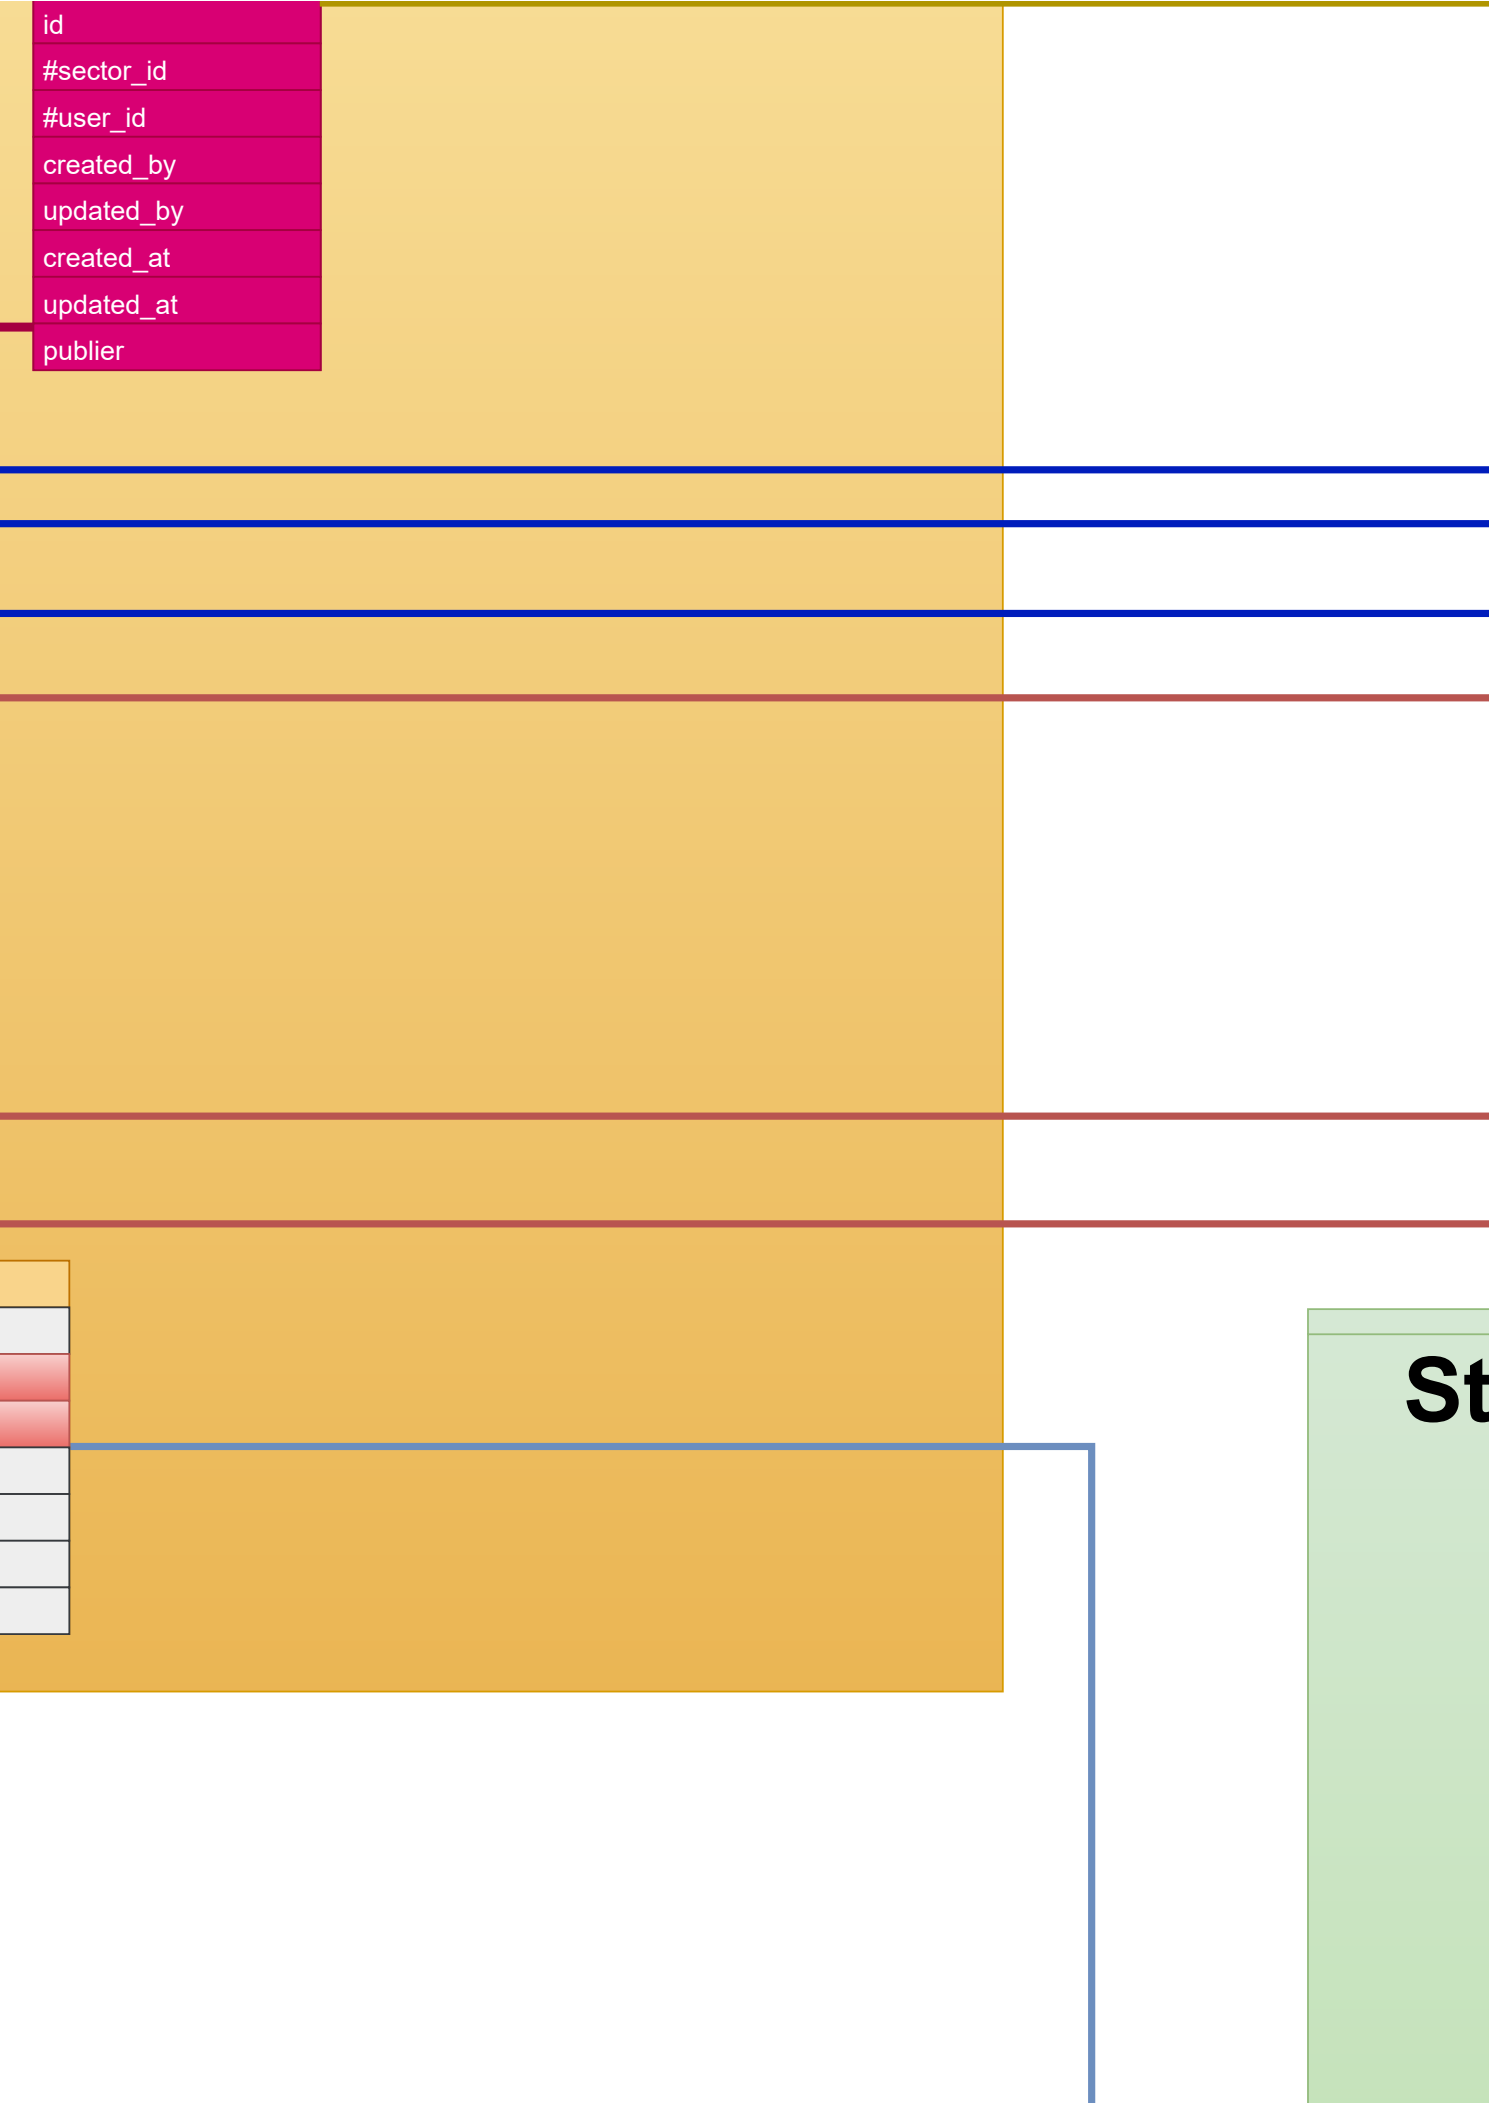 id
#sector_id
#user_id
created_by
updated_by
created_at
updated_at
publier
St